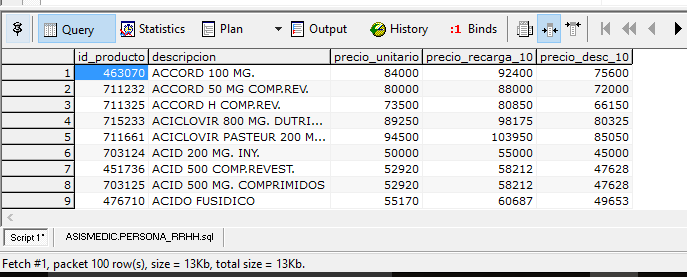 Query Statistics Plan Output History :1 Binds
id_producto descripcion precio_unitario precio_recarga_10 precio_desc_10
1 463070 ACCORD 100 MG. 84000 92400 75600
2 711232 ACCORD 50 MG COMP.REV. 80000 88000 72000
3 711325 ACCORD H COMP.REV. 73500 80850 66150
4 715233 ACICLOVIR 800 MG. DUTRI... 89250 98175 80325
5 711661 ACICLOVIR PASTEUR 200 M... 94500 103950 85050
6 703124 ACID 200 MG. INY. 50000 55000 45000
7 451736 ACID 500 COMP.REVEST. 52920 58212 47628
8 703125 ACID 500 MG. COMPRIMIDOS 52920 58212 47628
9 476710 ACIDO FUSIDICO 55170 60687 49653
Script 1* ASISMEDIC.PERSONA_RRHH.sql
Fetch #1, packet 100 row(s), size = 13Kb, total size = 13Kb.